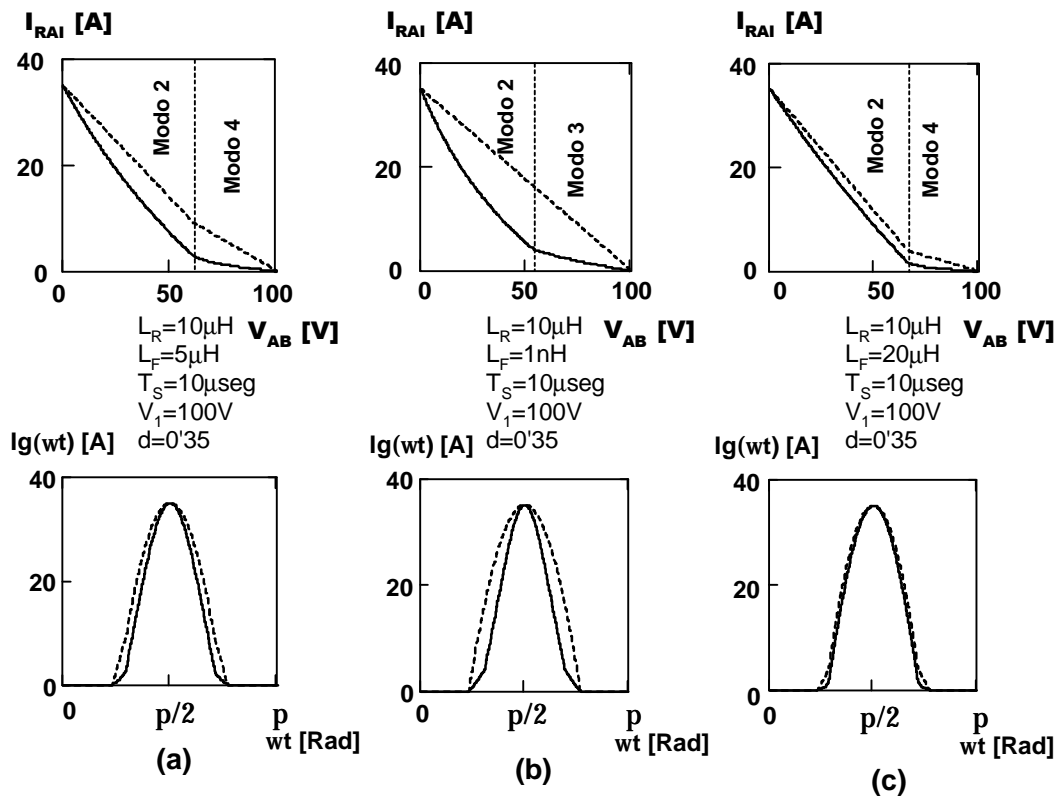 I_RAI [A]
40
20
0
Modo 2
Modo 4
0
50
100
V_AB [V]
L_R=10μH
L_F=5μH
T_S=10μseg
V_1=100V
d=0'35
I_RAI [A]
40
20
0
Modo 2
Modo 3
0
50
100
V_AB [V]
L_R=10μH
L_F=1nH
T_S=10μseg
V_1=100V
d=0'35
I_RAI [A]
40
20
0
Modo 2
Modo 4
0
50
100
V_AB [V]
L_R=10μH
L_F=20μH
T_S=10μseg
V_1=100V
d=0'35
Ig(wt) [A]
40
20
0
0
p/2
p
wt [Rad]
(a)
Ig(wt) [A]
40
20
0
0
p/2
p
wt [Rad]
(b)
Ig(wt) [A]
40
20
0
0
p/2
p
wt [Rad]
(c)